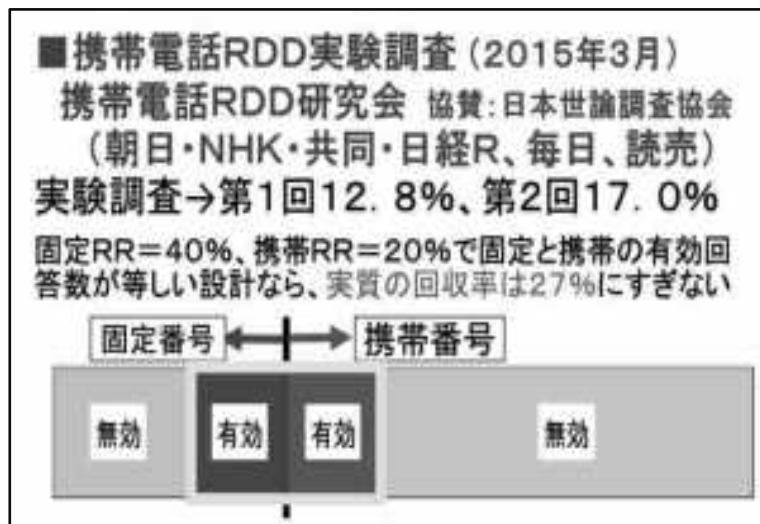 ■携帯電話RDD実験調査（2015年3月）
携帯電話RDD研究会 協賛：日本世論調査協会
（朝日・NHK・共同・日経R、毎日、読売）
実験調査→第1回12．8%、第2回17．0%
固定RR＝40%、携帯RR＝20%で固定と携帯の有効回
答数が等しい設計なら、実質の回収率は27%にすぎない
固定番号 携帯番号
無効 有効 有効 無効